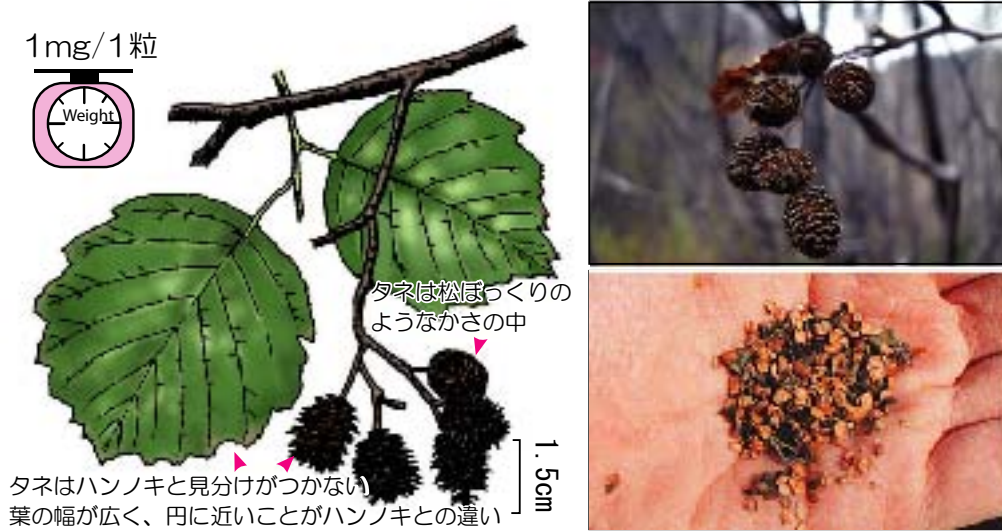 1mg/1粒
Weight
タネは松ぼっくりの
ようなかさの中
1.5cm
タネはハンノキと見分けがつかない
葉の幅が広く、円に近いことがハンノキとの違い